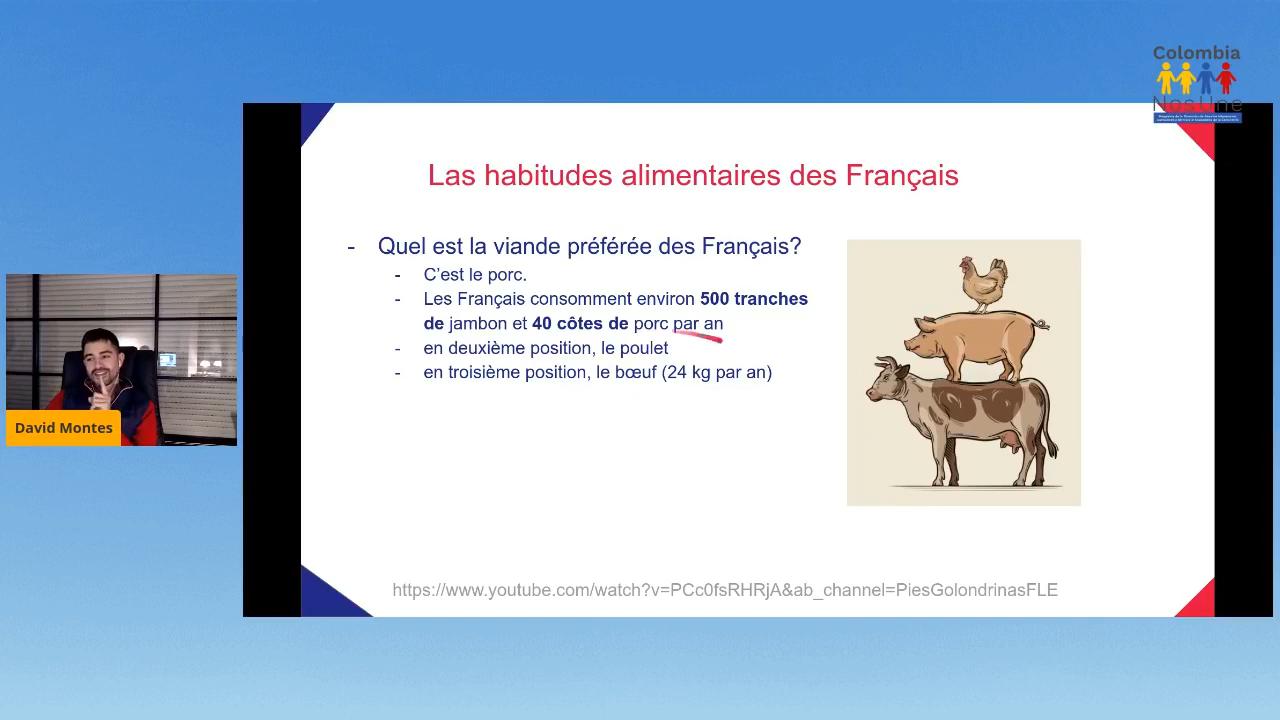 Colombia
NosUne
Las habitudes alimentaires des Français
- Quel est la viande préférée des Français?
- C'est le porc.
- Les Français consomment environ 500 tranches
de jambon et 40 côtes de porc par an
- en deuxième position, le poulet
- en troisième position, le bœuf (24 kg par an)
David Montes
https://www.youtube.com/watch?v=PCc0fsRHRjA&ab_channel=PiesGolondrinasFLE